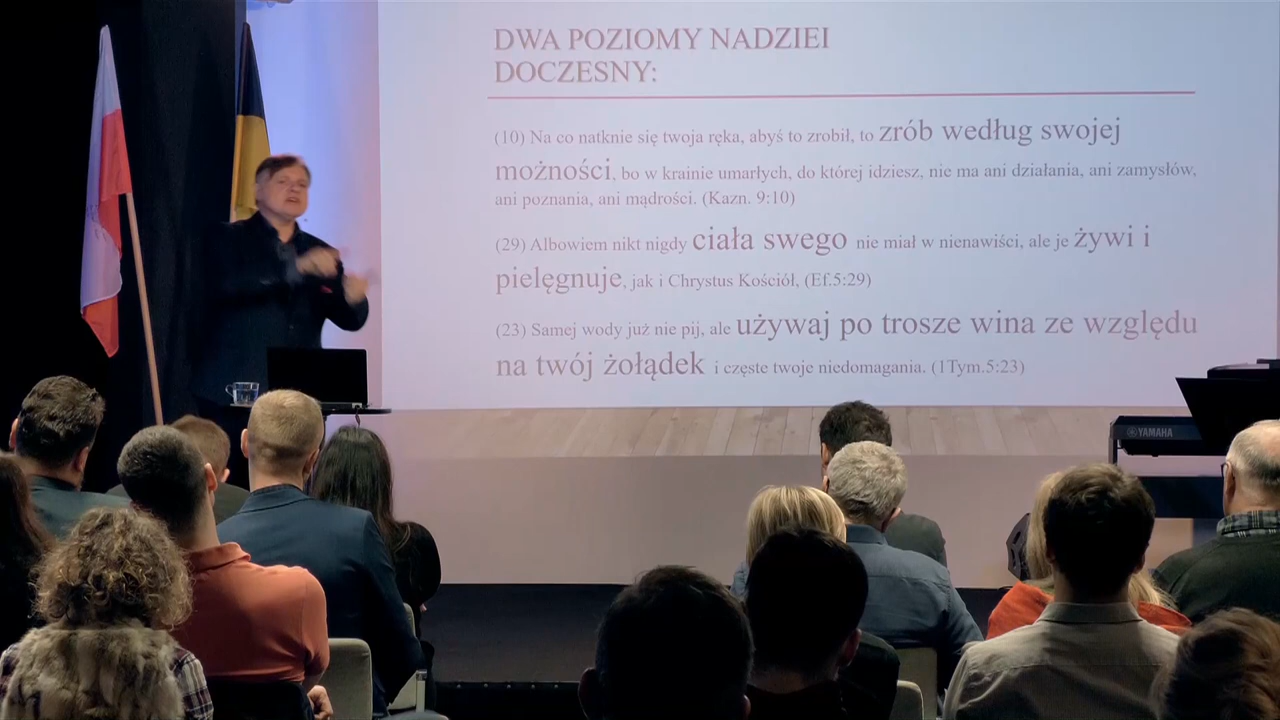 DWA POZIOMY NADZIEI
DOCZESNY:
(10) Na co natknie się twoja ręka, abyś to zrobił, to zrób według swojej
możności, bo w krainie umarłych, do której idziesz, nie ma ani działania, ani zamysłów,
ani poznania, ani mądrości. (Kazn. 9:10)
(29) Albowiem nikt nigdy ciała swego nie miał w nienawiści, ale je żywi i
pielęgnuje, jak i Chrystus Kościół, (Ef.5:29)
(23) Samej wody już nie pij, ale używaj po trosze wina ze względu
na twój żołądek i częste twoje niedomagania. (1Tym.5:23)
YAMAHA